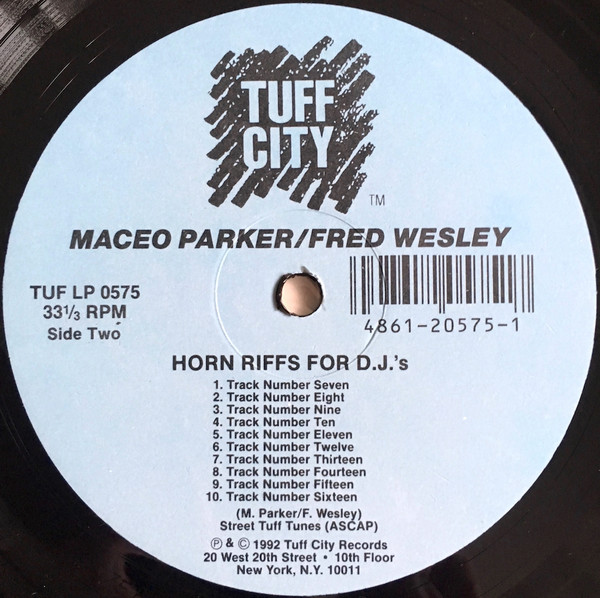 TUFF
CITY
TM
MACEO PARKER/FRED WESLEY
TUF LP 0575
33⅓ RPM
Side Two
4861-20575-1
HORN RIFFS FOR D.J.'s
1. Track Number Seven
2. Track Number Eight
3. Track Number Nine
4. Track Number Ten
5. Track Number Eleven
6. Track Number Twelve
7. Track Number Thirteen
8. Track Number Fourteen
9. Track Number Fifteen
10. Track Number Sixteen
(M. Parker/F. Wesley)
Street Tuff Tunes (ASCAP)
℗ & © 1992 Tuff City Records
20 West 20th Street • 10th Floor
New York, N.Y. 10011